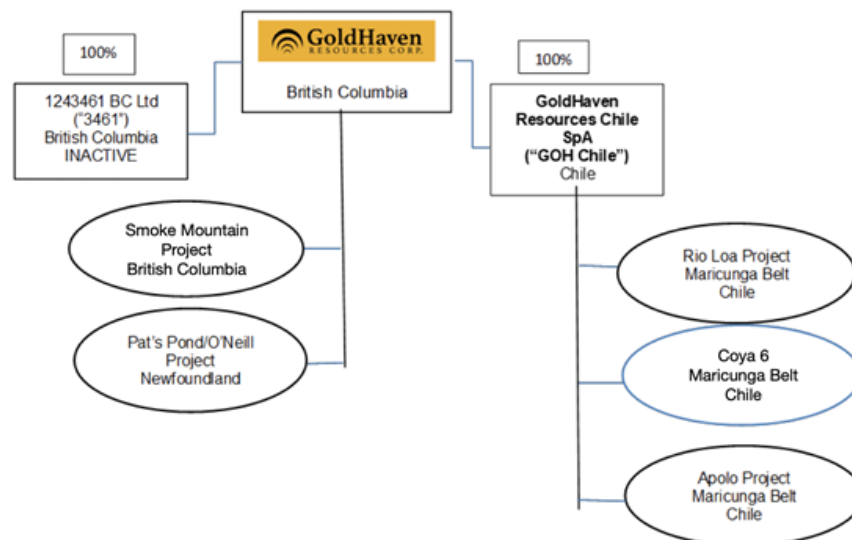 GoldHaven
RESOURCES CORP.
British Columbia
100%
1243461 BC Ltd
("3461")
British Columbia
INACTIVE
100%
GoldHaven
Resources Chile
SpA
("GOH Chile")
Chile
Smoke Mountain
Project
British Columbia
Pat's Pond/O'Neill
Project
Newfoundland
Rio Loa Project
Maricunga Belt
Chile
Coya 6
Maricunga Belt
Chile
Apolo Project
Maricunga Belt
Chile